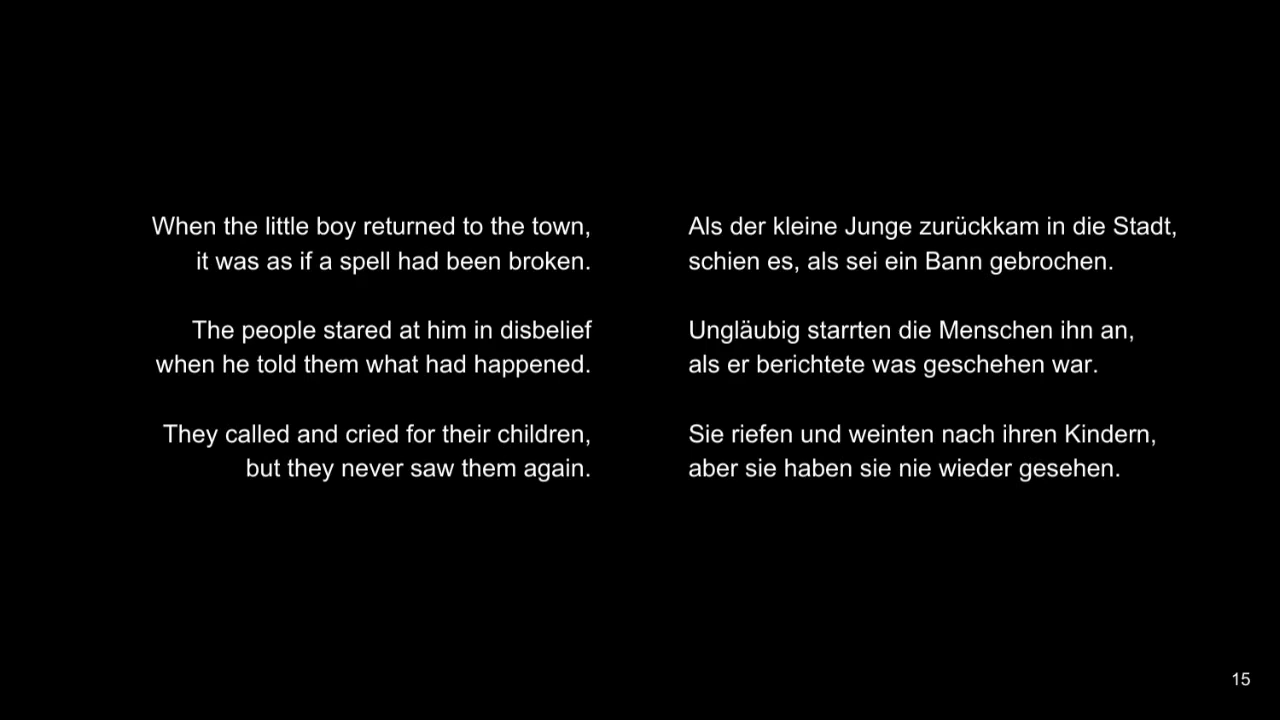 When the little boy returned to the town,
it was as if a spell had been broken.
The people stared at him in disbelief
when he told them what had happened.
They called and cried for their children,
but they never saw them again.
Als der kleine Junge zurückkam in die Stadt,
schien es, als sei ein Bann gebrochen.
Ungläubig starrten die Menschen ihn an,
als er berichtete was geschehen war.
Sie riefen und weinten nach ihren Kindern,
aber sie haben sie nie wieder gesehen.
15